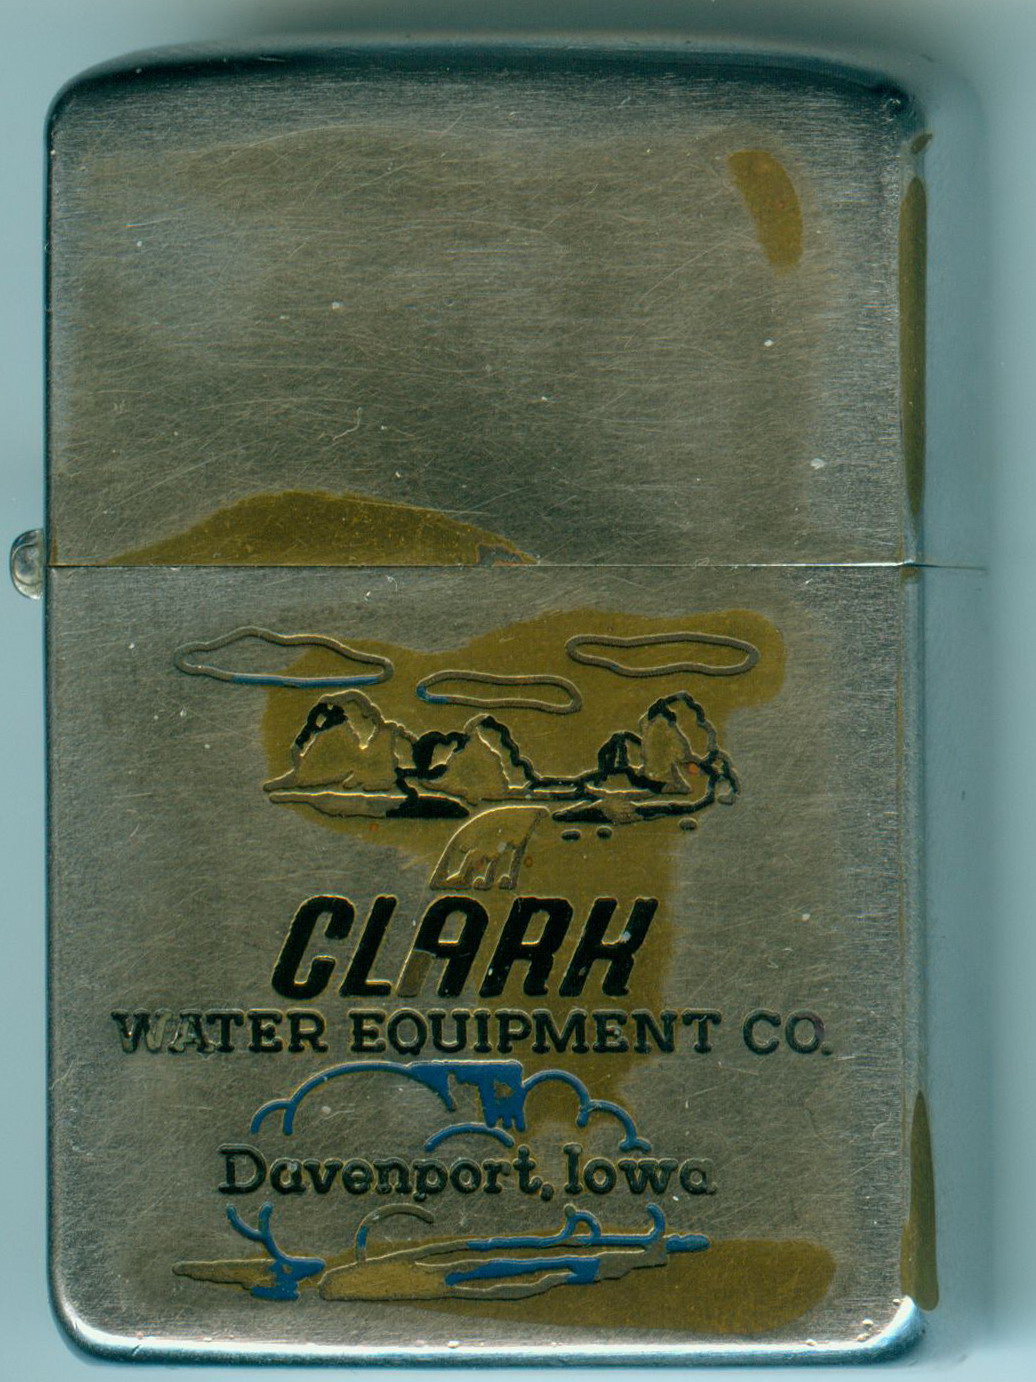 CLARK
WATER EQUIPMENT CO.
Davenport, Iowa